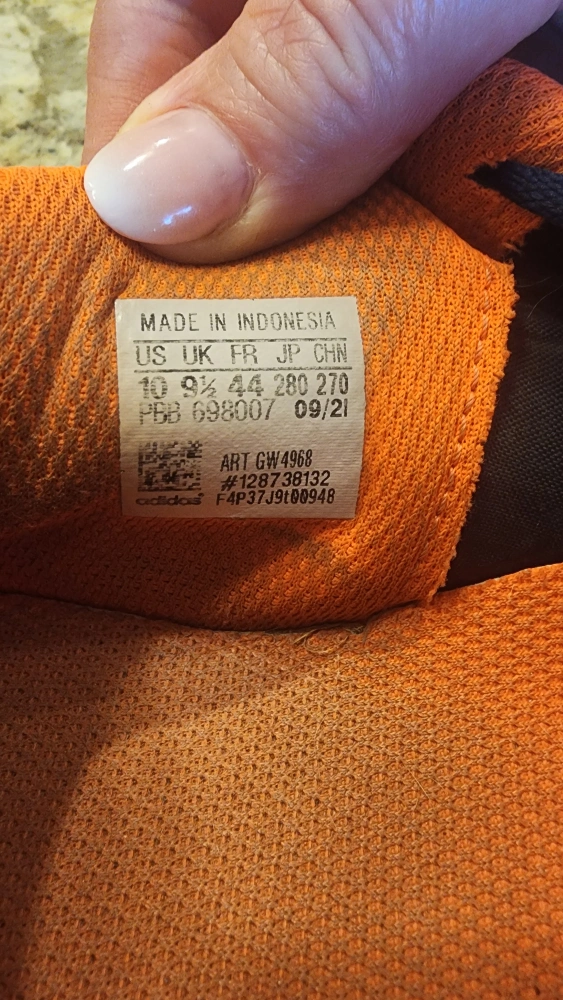 MADE IN INDONESIA
US UK FR JP CHN
10 9½ 44 280 270
PBB 698007 09/21
ART GW4968
#128738132
adidas F4P37J9t00948